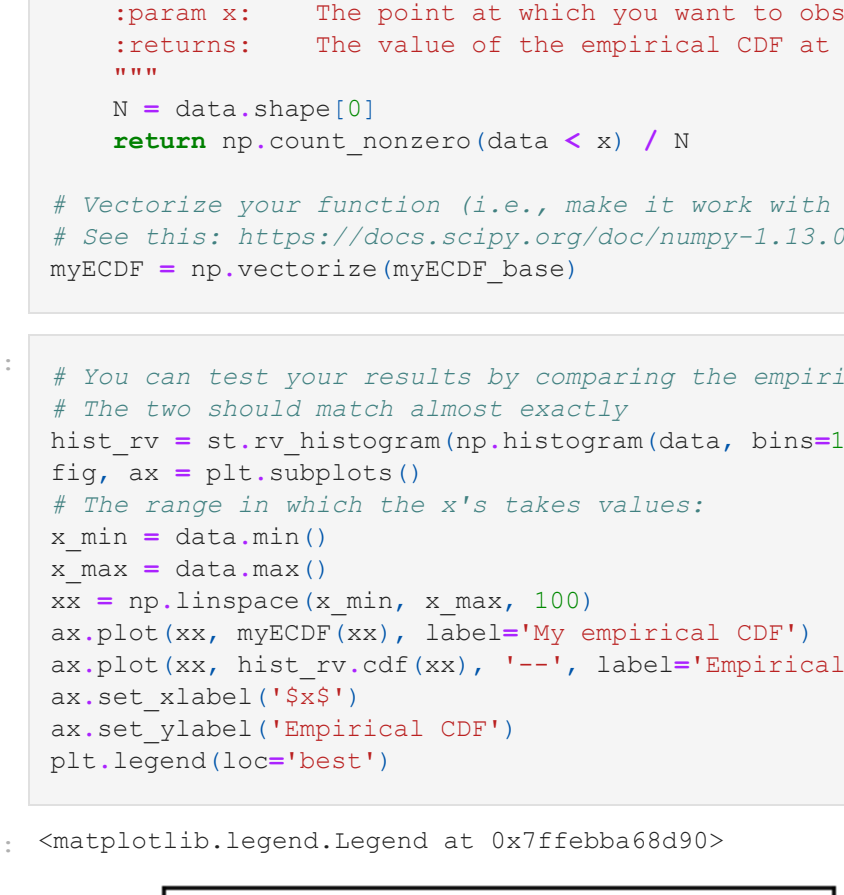 :param x:    The point at which you want to obs
:returns:    The value of the empirical CDF at
"""
N = data.shape[0]
return np.count_nonzero(data < x) / N
# Vectorize your function (i.e., make it work with
# See this: https://docs.scipy.org/doc/numpy-1.13.0
myECDF = np.vectorize(myECDF_base)
:
# You can test your results by comparing the empiri
# The two should match almost exactly
hist_rv = st.rv_histogram(np.histogram(data, bins=1
fig, ax = plt.subplots()
# The range in which the x's takes values:
x_min = data.min()
x_max = data.max()
xx = np.linspace(x_min, x_max, 100)
ax.plot(xx, myECDF(xx), label='My empirical CDF')
ax.plot(xx, hist_rv.cdf(xx), '--', label='Empirical
ax.set_xlabel('$x$')
ax.set_ylabel('Empirical CDF')
plt.legend(loc='best')
: <matplotlib.legend.Legend at 0x7ffebba68d90>